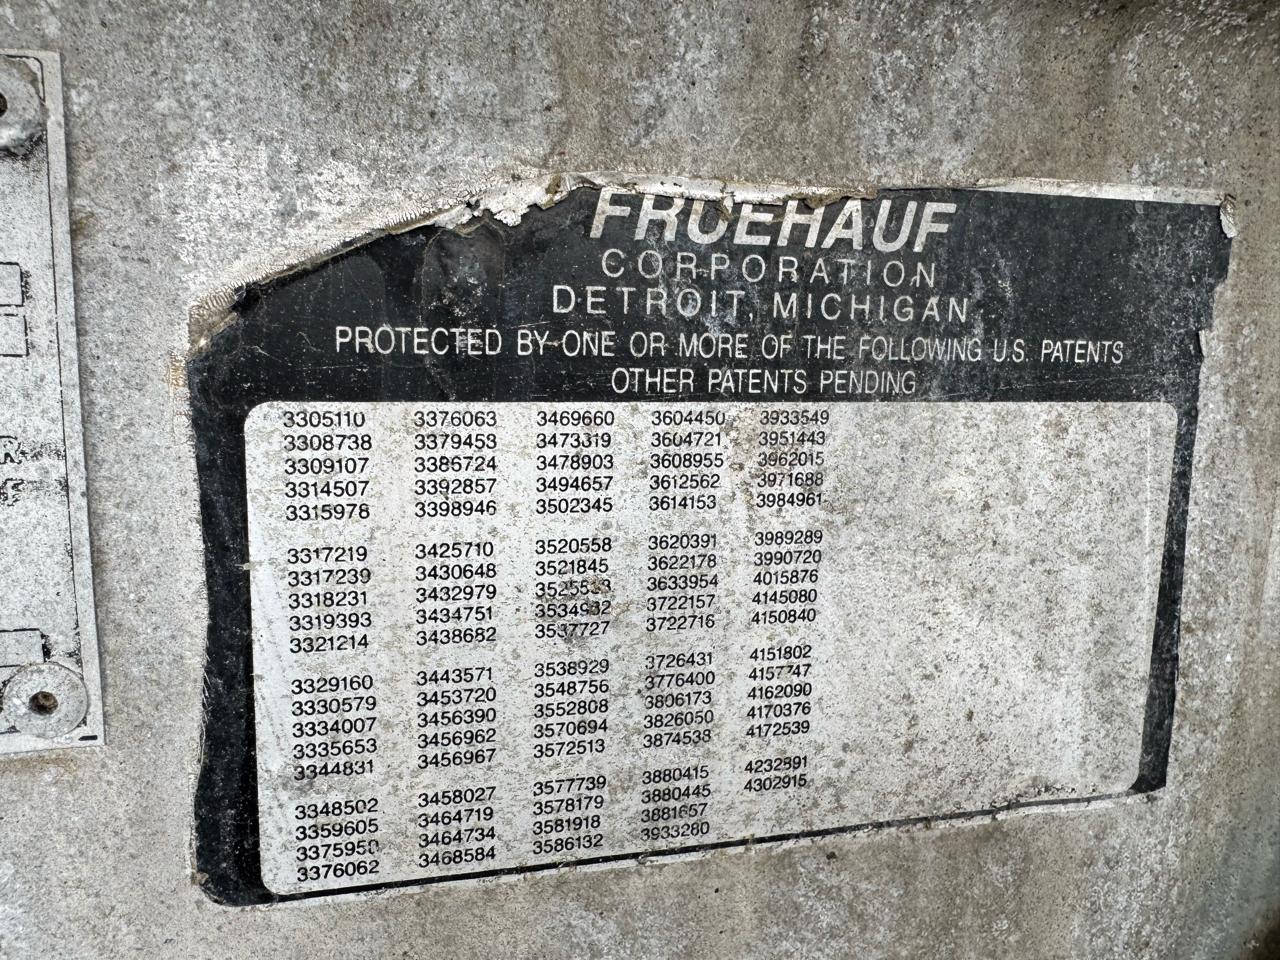 FRUEHAUF
CORPORATION
DETROIT, MICHIGAN
PROTECTED BY ONE OR MORE OF THE FOLLOWING U.S. PATENTS
OTHER PATENTS PENDING
3305110 3376063 3469660 3604450 3933549
3308738 3379453 3473319 3604721 3951443
3309107 3386724 3478903 3608955 3962015
3314507 3392857 3494657 3612562 3971688
3315978 3398946 3502345 3614153 3984961
3317219 3425710 3520558 3620391 3989289
3317239 3430648 3521845 3622178 3990720
3318231 3432979 3633954 4015876
3319393 3434751 3534932 3722157 4145080
3321214 3438682 3537727 3722716 4150840
3329160 3443571 3538929 3726431 4151802
3330579 3453720 3548756 3776400 4157747
3334007 3456390 3552808 3806173 4162090
3335653 3456962 3570694 3826050 4170376
3344831 3456967 3572513 3874538 4172539
3348502 3458027 3577739 3880415 4232891
3359605 3464719 3578179 3880445 4302915
3375950 3464734 3581918 3881657
3376062 3468584 3586132 3933280